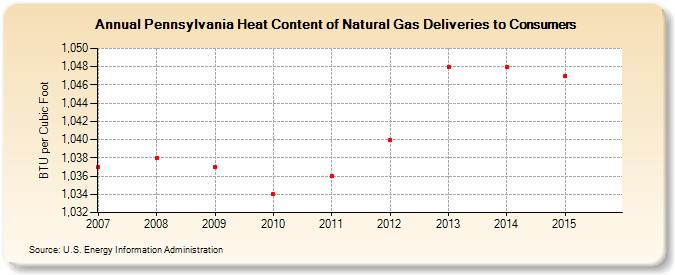 Annual Pennsylvania Heat Content of Natural Gas Deliveries to Consumers
BTU per Cubic Foot
1,050
1,048
1,046
1,044
1,042
1,040
1,038
1,036
1,034
1,032
2007 2008 2009 2010 2011 2012 2013 2014 2015
Source: U.S. Energy Information Administration